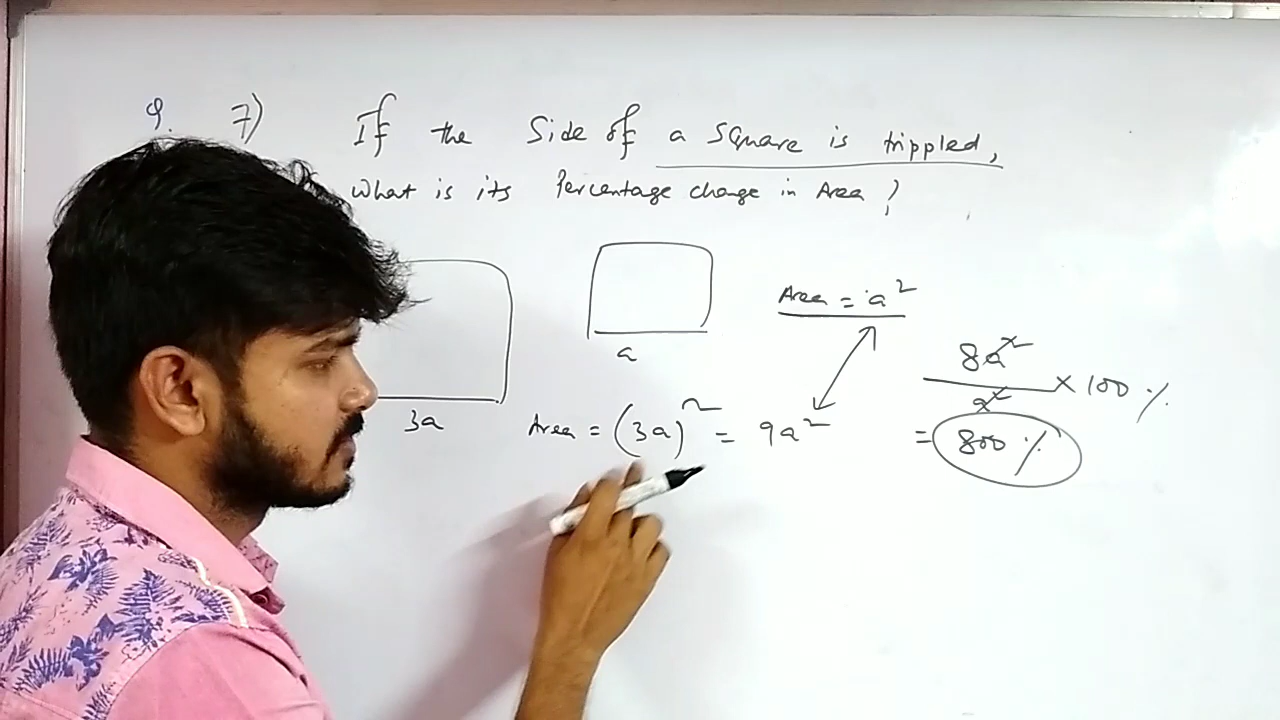 Q. 7) If the side of a square is trippled,
What is its Percentage change in Area?
a
3a
Area = a²
Area = (3a)² = 9a²
8a²/a² × 100 %
= 800 %